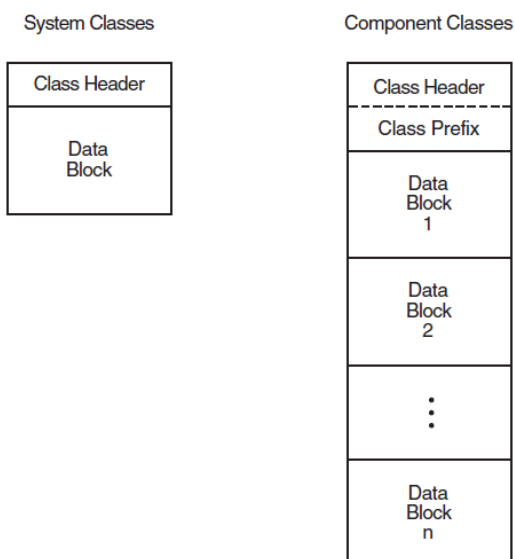 System Classes
Class Header
Data
Block
Component Classes
Class Header
Class Prefix
Data
Block
1
Data
Block
2
Data
Block
n